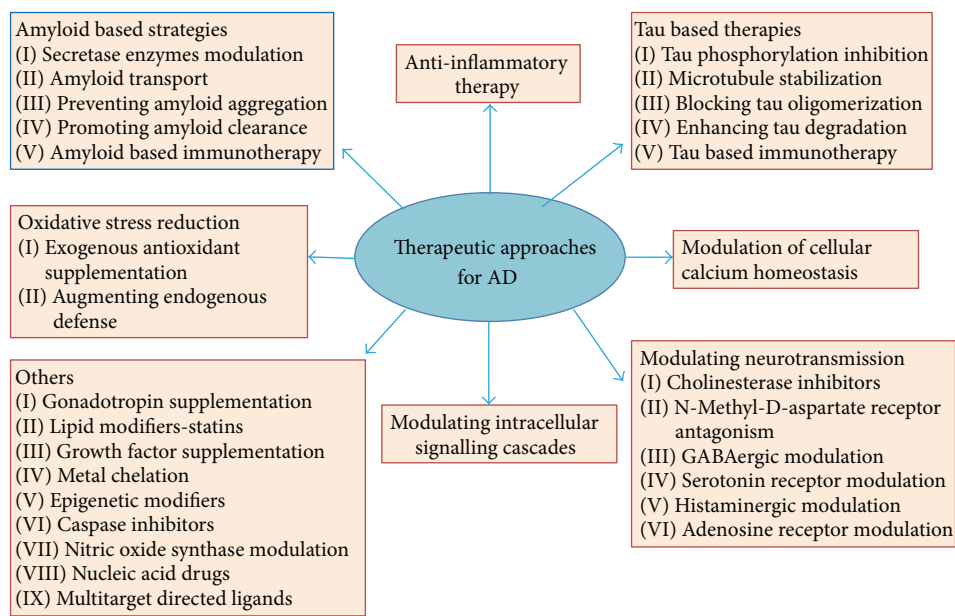 Amyloid based strategies
(I) Secretase enzymes modulation
(II) Amyloid transport
(III) Preventing amyloid aggregation
(IV) Promoting amyloid clearance
(V) Amyloid based immunotherapy
Anti-inflammatory
therapy
Tau based therapies
(I) Tau phosphorylation inhibition
(II) Microtubule stabilization
(III) Blocking tau oligomerization
(IV) Enhancing tau degradation
(V) Tau based immunotherapy
Oxidative stress reduction
(I) Exogenous antioxidant
supplementation
(II) Augmenting endogenous
defense
Therapeutic approaches
for AD
Modulation of cellular
calcium homeostasis
Others
(I) Gonadotropin supplementation
(II) Lipid modifiers-statins
(III) Growth factor supplementation
(IV) Metal chelation
(V) Epigenetic modifiers
(VI) Caspase inhibitors
(VII) Nitric oxide synthase modulation
(VIII) Nucleic acid drugs
(IX) Multitarget directed ligands
Modulating intracellular
signalling cascades
Modulating neurotransmission
(I) Cholinesterase inhibitors
(II) N-Methyl-D-aspartate receptor
antagonism
(III) GABAergic modulation
(IV) Serotonin receptor modulation
(V) Histaminergic modulation
(VI) Adenosine receptor modulation